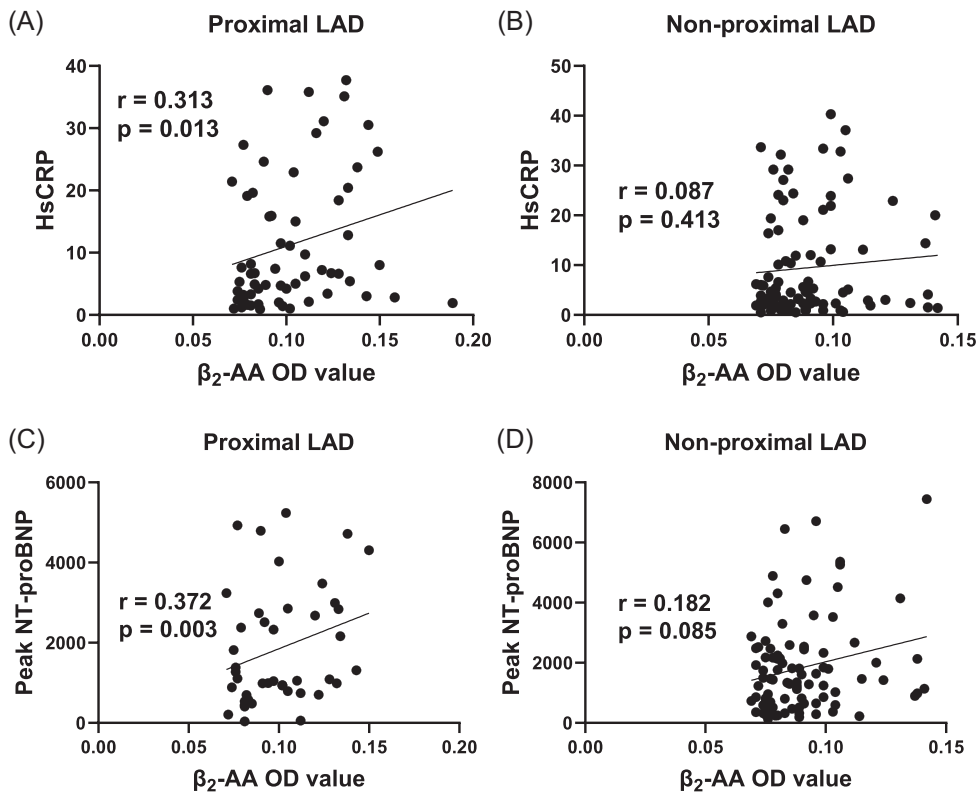 (A)
Proximal LAD
40
30
20
10
0
HsCRP
r = 0.313
p = 0.013
0.00 0.05 0.10 0.15 0.20
β₂-AA OD value
(B)
Non-proximal LAD
50
40
30
20
10
0
HsCRP
r = 0.087
p = 0.413
0.00 0.05 0.10 0.15
β₂-AA OD value
(C)
Proximal LAD
6000
4000
2000
0
Peak NT-proBNP
r = 0.372
p = 0.003
0.00 0.05 0.10 0.15 0.20
β₂-AA OD value
(D)
Non-proximal LAD
8000
6000
4000
2000
0
Peak NT-proBNP
r = 0.182
p = 0.085
0.00 0.05 0.10 0.15
β₂-AA OD value